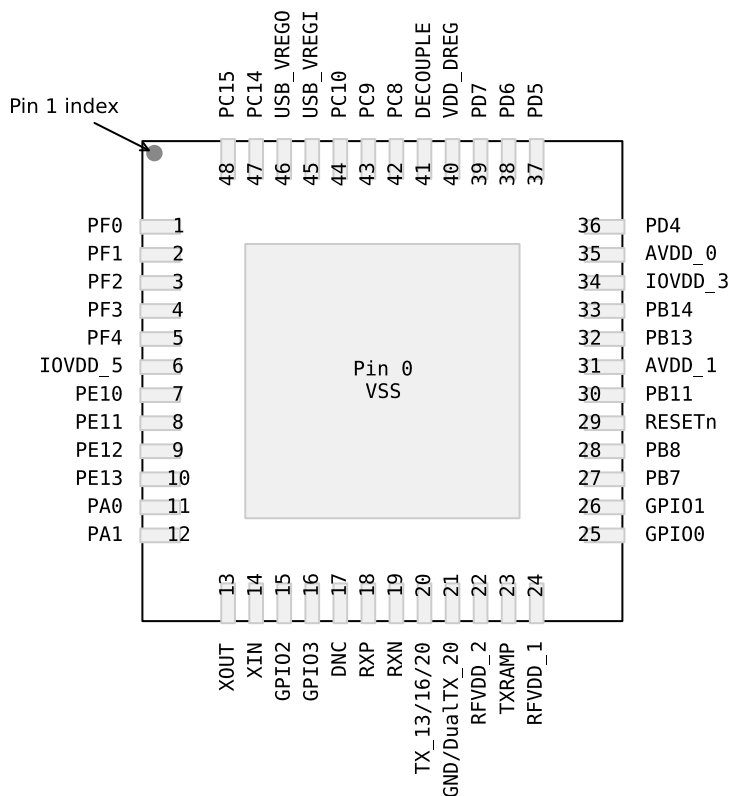 PC15
PC14
USB_VREGO
USB_VREGI
PC10
PC9
PC8
DECOUPLE
VDD_DREG
PD7
PD6
PD5
Pin 1 index
48
47
46
45
44
43
42
41
40
39
38
37
PF0 1
PF1 2
PF2 3
PF3 4
PF4 5
IOVDD_5 6
PE10 7
PE11 8
PE12 9
PE13 10
PA0 11
PA1 12
Pin 0
VSS
36 PD4
35 AVDD_0
34 IOVDD_3
33 PB14
32 PB13
31 AVDD_1
30 PB11
29 RESETn
28 PB8
27 PB7
26 GPIO1
25 GPIO0
13
14
15
16
17
18
19
20
21
22
23
24
XOUT
XIN
GPIO2
GPIO3
DNC
RXP
RXN
TX_13/16/20
GND/DualTX_20
RFVDD_2
TXRAMP
RFVDD_1